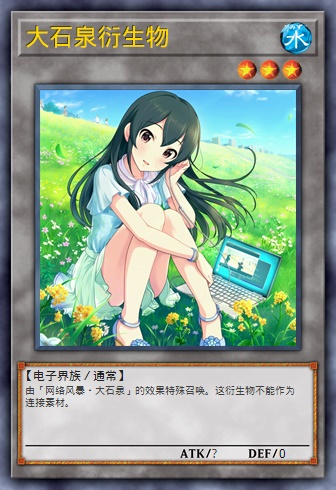 大石泉衍生物
水
【电子界族／通常】
由「网络风暴·大石泉」的效果特殊召唤。这衍生物不能作为
连接素材。
ATK/? DEF/0